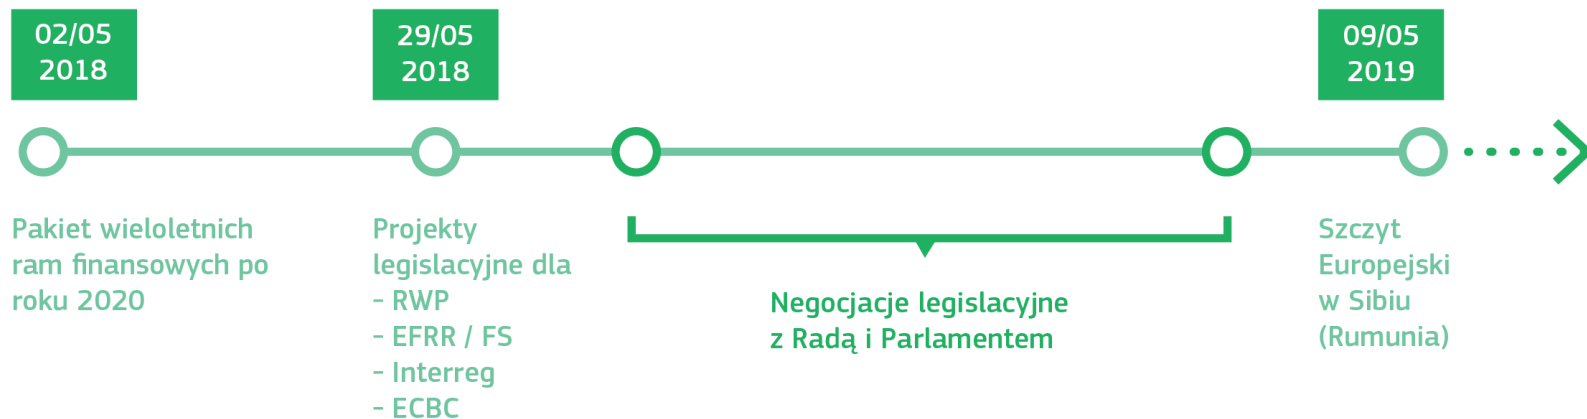 02/05
2018
29/05
2018
09/05
2019
Pakiet wieloletnich
ram finansowych po
roku 2020
Projekty
legislacyjne dla
- RWP
- EFRR / FS
- Interreg
- ECBC
Negocjacje legislacyjne
z Radą i Parlamentem
Szczyt
Europejski
w Sibiu
(Rumunia)